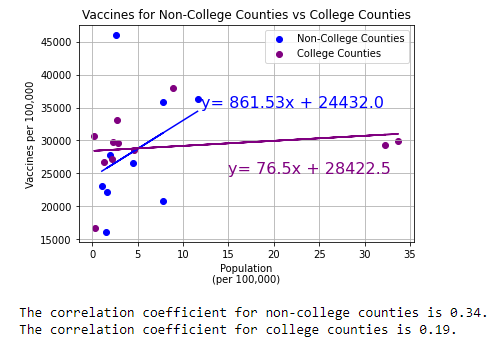 Vaccines for Non-College Counties vs College Counties
Non-College Counties
College Counties
45000
40000
35000
30000
25000
20000
15000
Vaccines per 100,000
y= 861.53x + 24432.0
y= 76.5x + 28422.5
0 5 10 15 20 25 30 35
Population
(per 100,000)
The correlation coefficient for non-college counties is 0.34.
The correlation coefficient for college counties is 0.19.